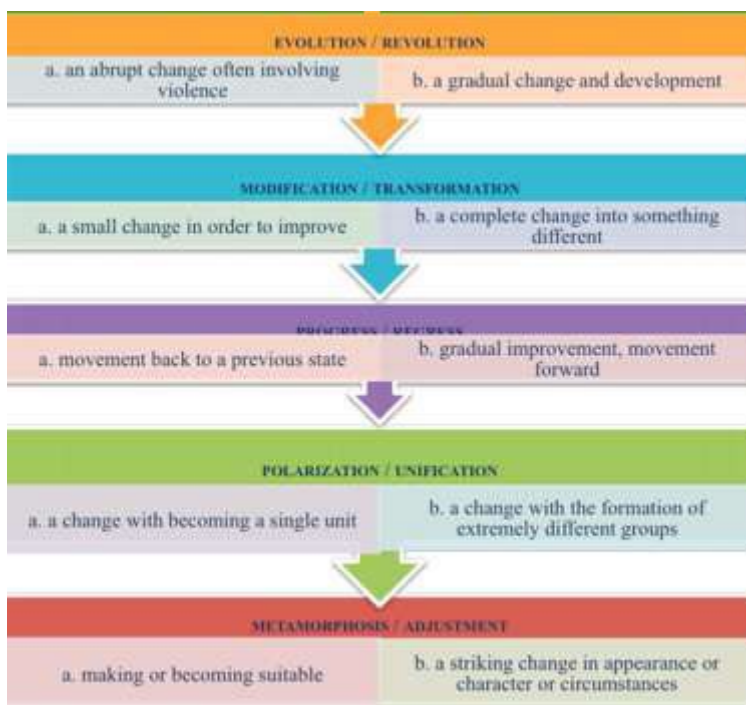 EVOLUTION / REVOLUTION
a. an abrupt change often involving
violence
b. a gradual change and development
MODIFICATION / TRANSFORMATION
a. a small change in order to improve
b. a complete change into something
different
PROGRESS / REGRESS
a. movement back to a previous state
b. gradual improvement, movement
forward
POLARIZATION / UNIFICATION
a. a change with becoming a single unit
b. a change with the formation of
extremely different groups
METAMORPHOSIS / ADJUSTMENT
a. making or becoming suitable
b. a striking change in appearance or
character or circumstances